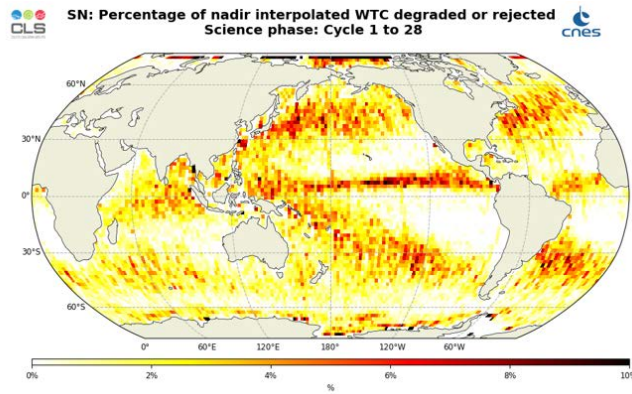 SN: Percentage of nadir interpolated WTC degraded or rejected
Science phase: Cycle 1 to 28
CLS
cnes
60°N
30°N
0°
30°S
60°S
0° 60°E 120°E 180° 120°W 60°W
0% 2% 4% 6% 8% 10%
%